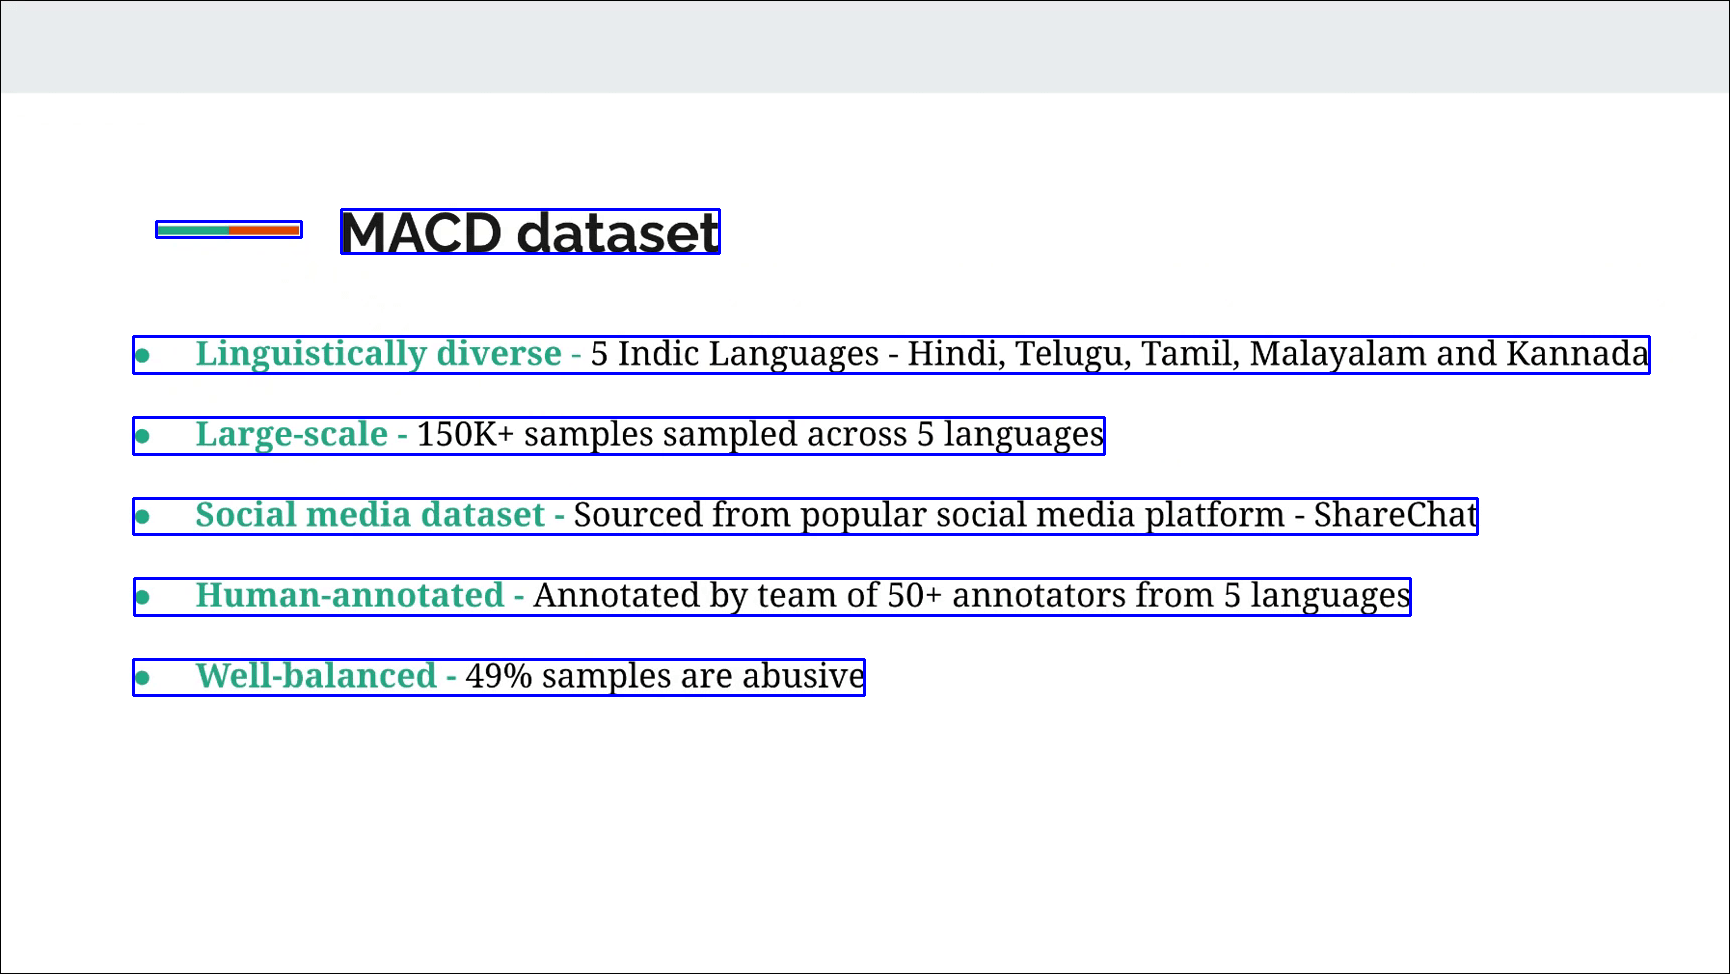 MACD dataset
● Linguistically diverse - 5 Indic Languages - Hindi, Telugu, Tamil, Malayalam and Kannada
● Large-scale - 150K+ samples sampled across 5 languages
● Social media dataset - Sourced from popular social media platform - ShareChat
● Human-annotated - Annotated by team of 50+ annotators from 5 languages
● Well-balanced - 49% samples are abusive